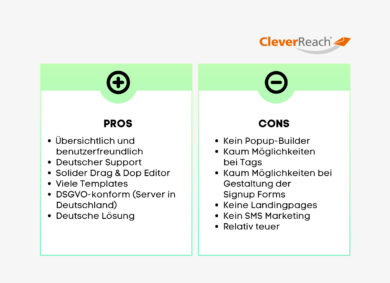 CleverReach®
PROS
• Übersichtlich und
benutzerfreundlich
• Deutscher Support
• Solider Drag & Dop Editor
• Viele Templates
• DSGVO-konform (Server in
Deutschland)
• Deutsche Lösung
CONS
• Kein Popup-Builder
• Kaum Möglichkeiten
bei Tags
• Kaum Möglichkeiten bei
Gestaltung der
Signup Forms
• Keine Landingpages
• Kein SMS Marketing
• Relativ teuer